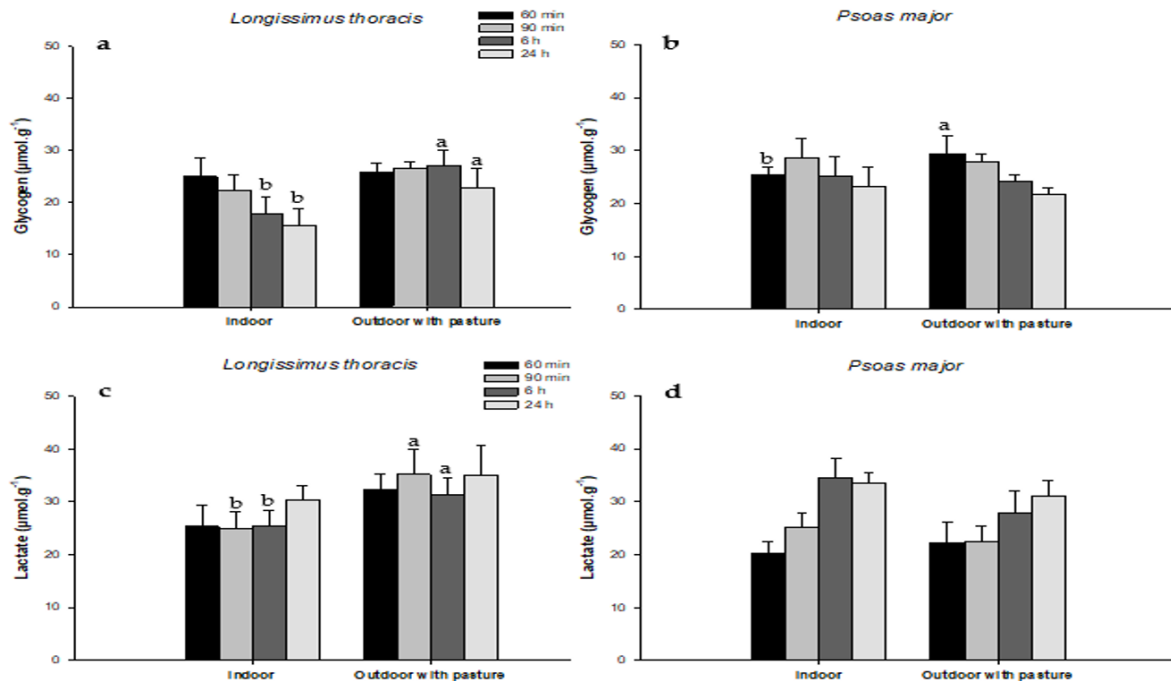 Longissimus thoracis
60 min
90 min
6 h
24 h
a
50
40
30
20
10
0
Glycogen (µmol.g⁻¹)
b
b
a
a
Indoor
Outdoor with pasture
Psoas major
b
50
40
30
20
10
0
Glycogen (µmol.g⁻¹)
b
a
Indoor
Outdoor with pasture
Longissimus thoracis
60 min
90 min
6 h
24 h
c
50
40
30
20
10
0
Lactate (µmol.g⁻¹)
b
b
a
a
Indoor
Outdoor with pasture
Psoas major
d
50
40
30
20
10
0
Lactate (µmol.g⁻¹)
Indoor
Outdoor with pasture